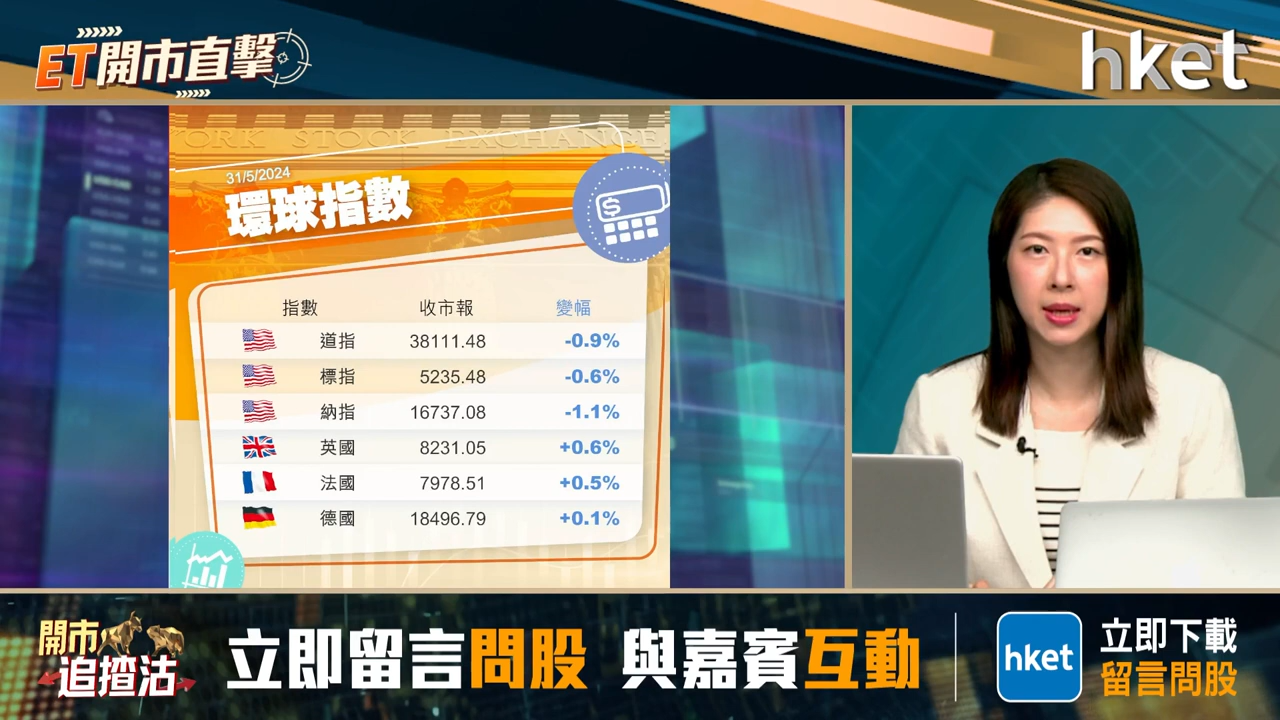 ET開市直擊
hket
YORK STOCK EXCHANGE
31/5/2024
環球指數
$
指數 收市報 變幅
道指 38111.48 -0.9%
標指 5235.48 -0.6%
納指 16737.08 -1.1%
英國 8231.05 +0.6%
法國 7978.51 +0.5%
德國 18496.79 +0.1%
開市
追揸沽
立即留言問股 與嘉賓互動
hket
立即下載
留言問股